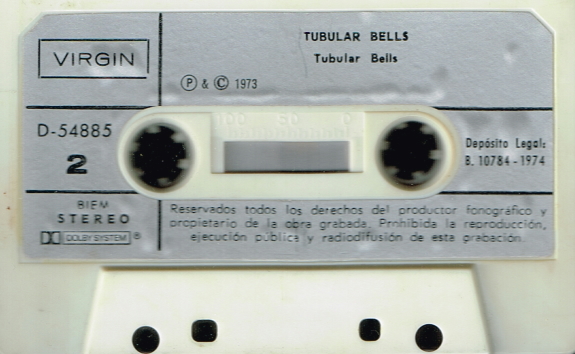 VIRGIN
TUBULAR BELLS
Tubular Bells
Ⓟ & © 1973
D-54885
2
100 50 0
Depósito Legal:
B. 10784-1974
BIEM
STEREO
DOLBY SYSTEM ®
Reservados todos los derechos del productor fonográfico y
propietario de la obra grabada. Prohibida la reproducción,
ejecución pública y radiodifusión de esta grabación.